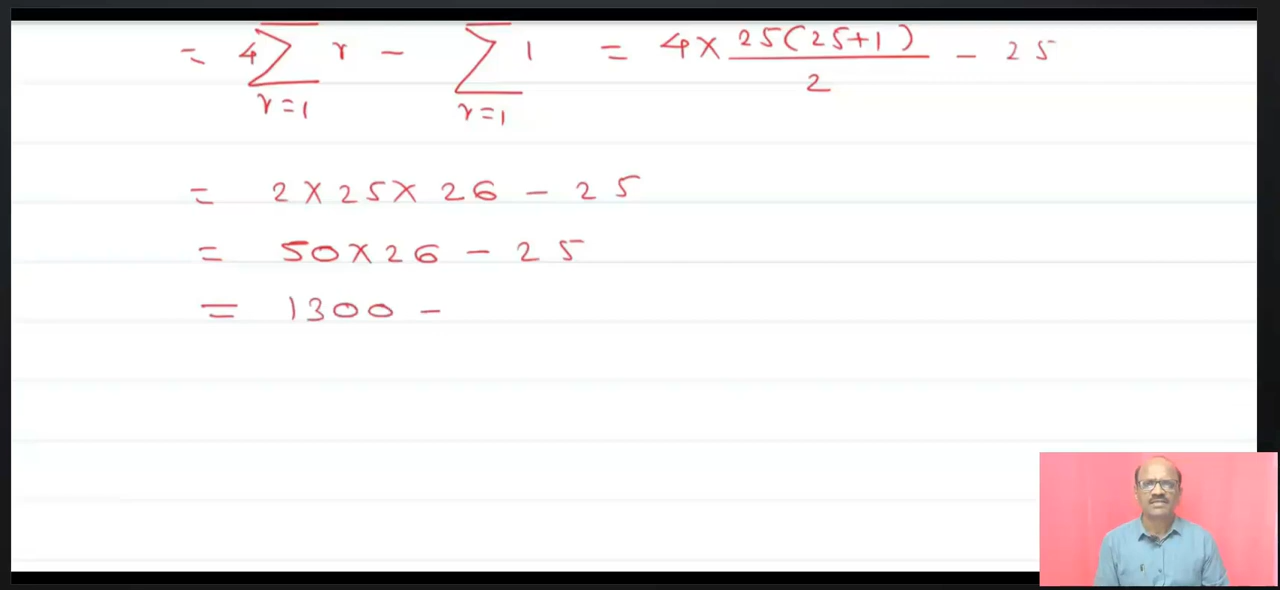 = 4∑r - ∑1 = 4×25(25+1)/2 - 25
r=1 r=1
= 2×25×26 - 25
= 50×26 - 25
= 1300 -